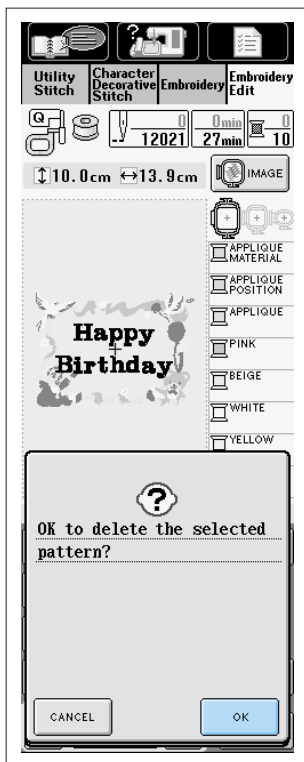 Utility Stitch
Character Decorative Stitch
Embroidery
Embroidery Edit
Q
0
12021
0min
27min
0
10
10.0cm
13.9cm
IMAGE
APPLIQUE MATERIAL
APPLIQUE POSITION
APPLIQUE
PINK
BEIGE
WHITE
YELLOW
Happy
Birthday
?
OK to delete the selected
pattern?
CANCEL
OK